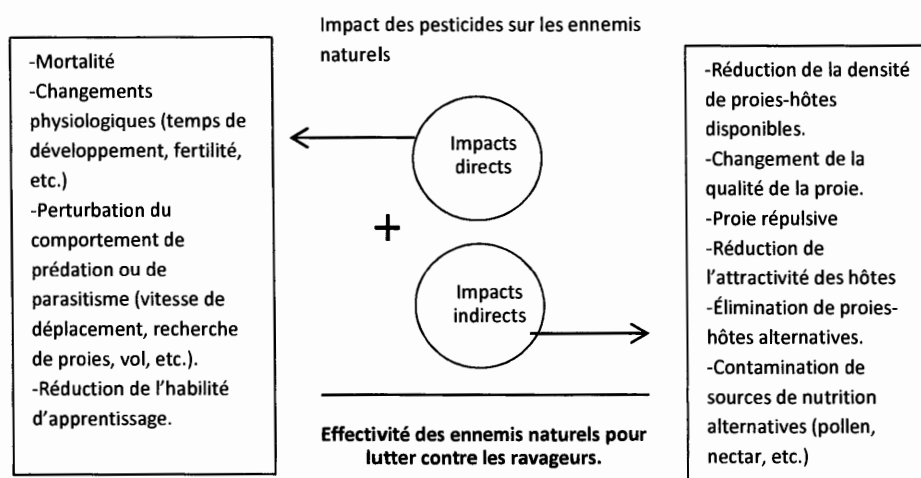 Impact des pesticides sur les ennemis
naturels
-Mortalité
-Changements
physiologiques (temps de
développement, fertilité,
etc.)
-Perturbation du
comportement de
prédation ou de
parasitisme (vitesse de
déplacement, recherche
de proies, vol, etc.).
-Réduction de l'habilité
d'apprentissage.
Impacts
directs
+
Impacts
indirects
Effectivité des ennemis naturels pour
lutter contre les ravageurs.
-Réduction de la densité
de proies-hôtes
disponibles.
-Changement de la
qualité de la proie.
-Proie répulsive
-Réduction de
l'attractivité des hôtes
-Élimination de proies-
hôtes alternatives.
-Contamination de
sources de nutrition
alternatives (pollen,
nectar, etc.)